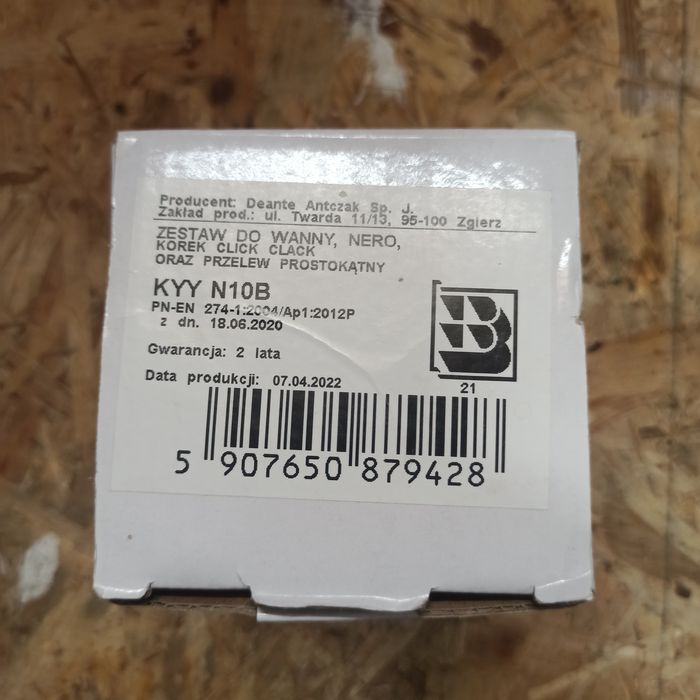 Producent: Deante Antczak Sp. J.
Zakład prod.: ul. Twarda 11/13, 95-100 Zgierz
ZESTAW DO WANNY, NERO,
KOREK CLICK CLACK
ORAZ PRZELEW PROSTOKĄTNY
KYY N10B
PN-EN 274-1:2004/Ap1:2012P
z dn. 18.06.2020
Gwarancja: 2 lata
B
21
Data produkcji: 07.04.2022
5 907650 879428